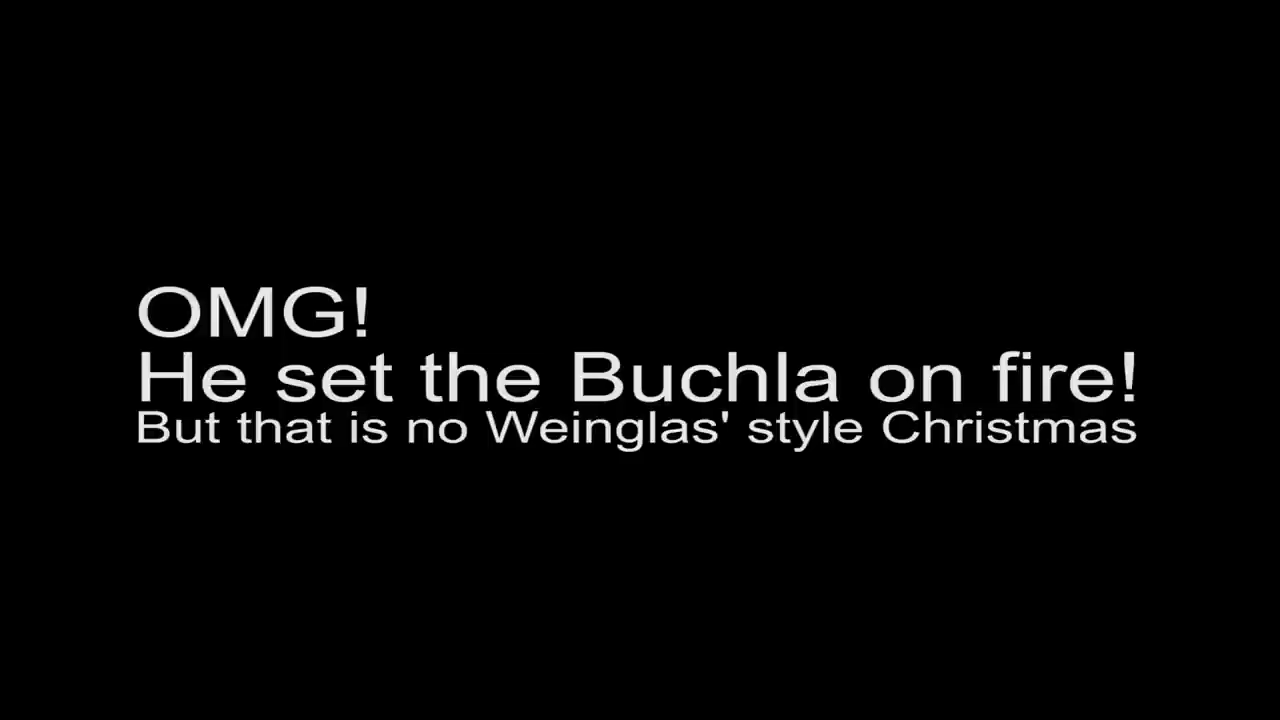 OMG!
He set the Buchla on fire!
But that is no Weinglas' style Christmas